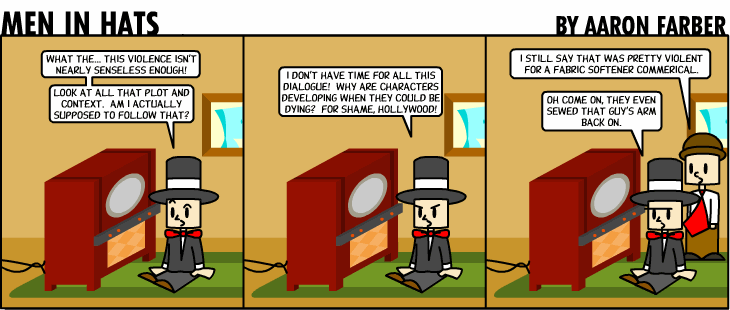 MEN IN HATS
BY AARON FARBER
WHAT THE... THIS VIOLENCE ISN'T
NEARLY SENSELESS ENOUGH!
LOOK AT ALL THAT PLOT AND
CONTEXT. AM I ACTUALLY
SUPPOSED TO FOLLOW THAT?
I DON'T HAVE TIME FOR ALL THIS
DIALOGUE! WHY ARE CHARACTERS
DEVELOPING WHEN THEY COULD BE
DYING? FOR SHAME, HOLLYWOOD!
I STILL SAY THAT WAS PRETTY VIOLENT
FOR A FABRIC SOFTENER COMMERICAL.
OH COME ON, THEY EVEN
SEWED THAT GUY'S ARM
BACK ON.